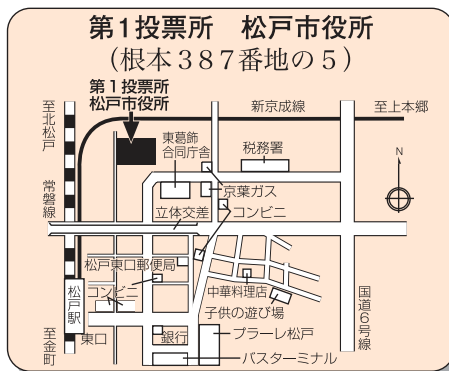 第1投票所 松戸市役所
(根本387番地の5)
第1投票所
松戸市役所
至北松戸
新京成線
至上本郷
東葛飾
合同庁舎
税務署
N
常磐線
京葉ガス
コンビニ
立体交差
松戸東口郵便局
コンビニ
松戸駅
中華料理店
子供の遊び場
国道6号線
至金町
東口
銀行
プラーレ松戸
バスターミナル